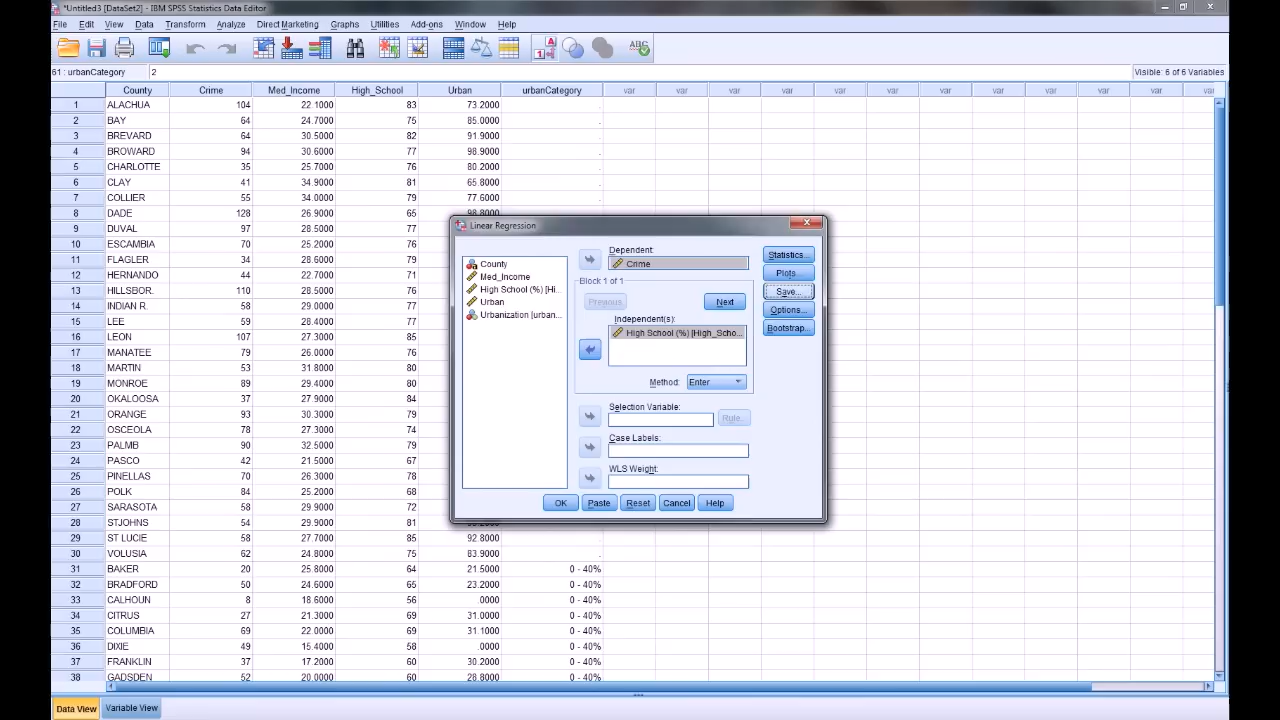 *Untitled3 [DataSet2] - IBM SPSS Statistics Data Editor
File Edit View Data Transform Analyze Direct Marketing Graphs Utilities Add-ons Window Help
61 : urbanCategory 2 Visible: 6 of 6 Variables
County Crime Med_Income High_School Urban urbanCategory var var var var var var var var var var var
1 ALACHUA 104 22.1000 83 73.2000 .
2 BAY 64 24.7000 75 85.0000 .
3 BREVARD 64 30.5000 82 91.9000 .
4 BROWARD 94 30.6000 77 98.9000 .
5 CHARLOTTE 35 25.7000 76 80.2000 .
6 CLAY 41 34.9000 81 65.8000 .
7 COLLIER 55 34.0000 79 77.6000 .
8 DADE 128 26.9000 65 98.8000 .
9 DUVAL 97 28.5000 76
10 ESCAMBIA 70 25.2000 76
11 FLAGLER 34 28.6000 79
12 HERNANDO 44 22.7000 71
13 HILLSBOR. 110 28.5000 76
14 INDIAN R. 59 28.8000 76
15 LEE 59 28.4000 77
16 LEON 107 27.3000 85
17 MANATEE 79 26.0000 76
18 MARTIN 53 31.8000 80
19 MONROE 89 29.4000 80
20 OKALOOSA 37 27.9000 84
21 ORANGE 93 30.3000 79
22 OSCEOLA 78 27.3000 74
23 PALMB 90 32.5000 79
24 PASCO 42 21.5000 67
25 PINELLAS 70 26.3000 78
26 POLK 84 25.2000 68
27 SARASOTA 58 29.9000 72
28 STJOHNS 54 29.9000
29 ST LUCIE 58 27.7000 85 92.8000 .
30 VOLUSIA 62 24.8000 75 83.9000 .
31 BAKER 20 25.8000 64 21.5000 0 - 40%
32 BRADFORD 50 24.6000 65 23.2000 0 - 40%
33 CALHOUN 8 18.6000 56 .0000 0 - 40%
34 CITRUS 27 21.3000 69 31.0000 0 - 40%
35 COLUMBIA 69 22.0000 69 31.1000 0 - 40%
36 DIXIE 49 15.4000 58 .0000 0 - 40%
37 FRANKLIN 37 17.2000 60 30.2000 0 - 40%
38 GADSDEN 52 20.0000 60 28.8000 0 - 40%
Linear Regression
County
Med_Income
High School (%) [Hi...
Urban
Urbanization [urban...
Dependent:
Crime
Block 1 of 1
Previous Next
Independent(s):
High School (%) [High_Scho...
Method: Enter
Selection Variable:
Rule...
Case Labels:
WLS Weight:
Statistics...
Plots...
Save...
Options...
Bootstrap...
OK Paste Reset Cancel Help
Data View Variable View